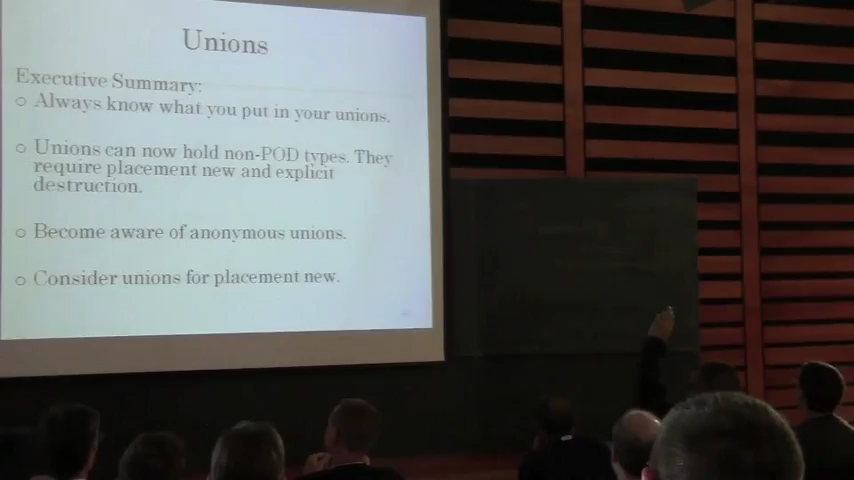 Unions
Executive Summary:
○ Always know what you put in your unions.
○ Unions can now hold non-POD types. They
require placement new and explicit
destruction.
○ Become aware of anonymous unions.
○ Consider unions for placement new.